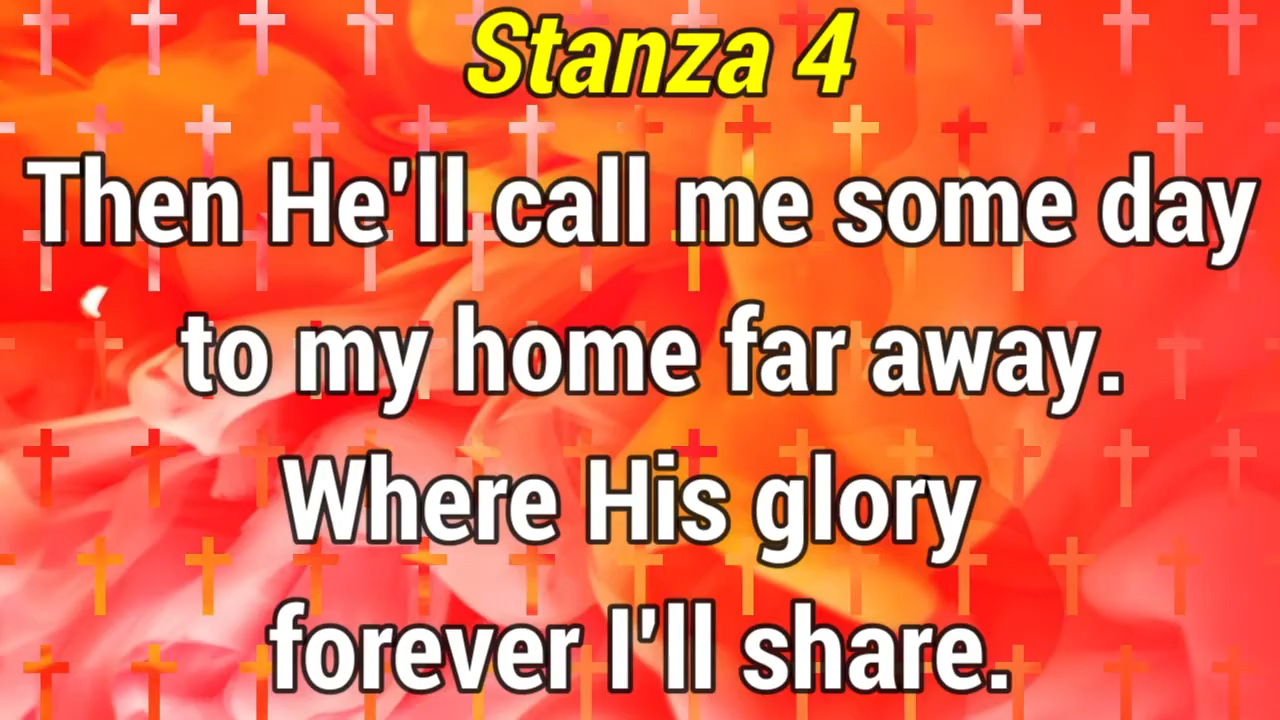 Stanza 4
Then He'll call me some day
to my home far away.
Where His glory
forever I'll share.